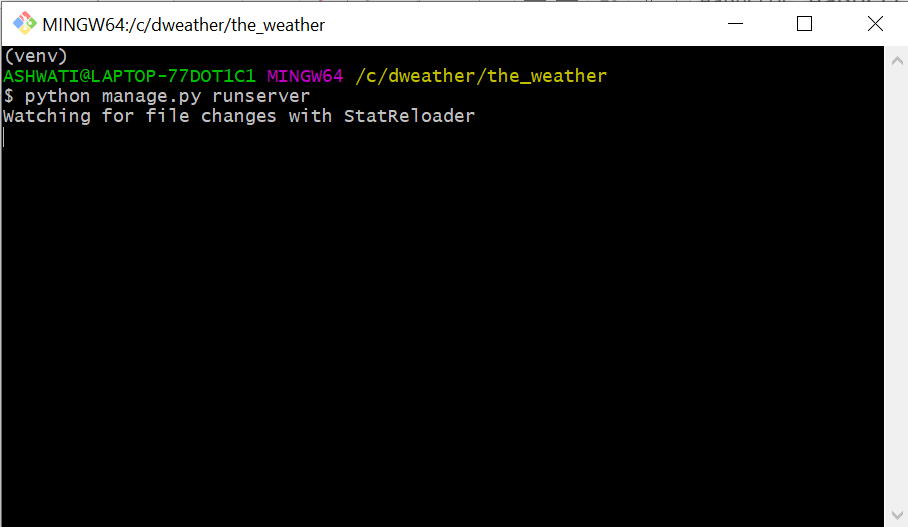 MINGW64:/c/dweather/the_weather
(venv)
ASHWATI@LAPTOP-77DOT1C1 MINGW64 /c/dweather/the_weather
$ python manage.py runserver
Watching for file changes with StatReloader